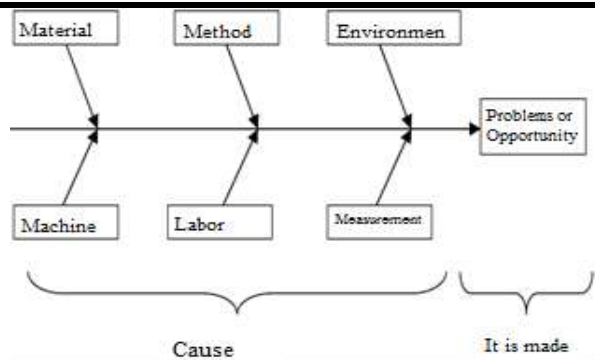 Material
Method
Environmen
Problems or
Opportunity
Machine
Labor
Measurement
Cause
It is made